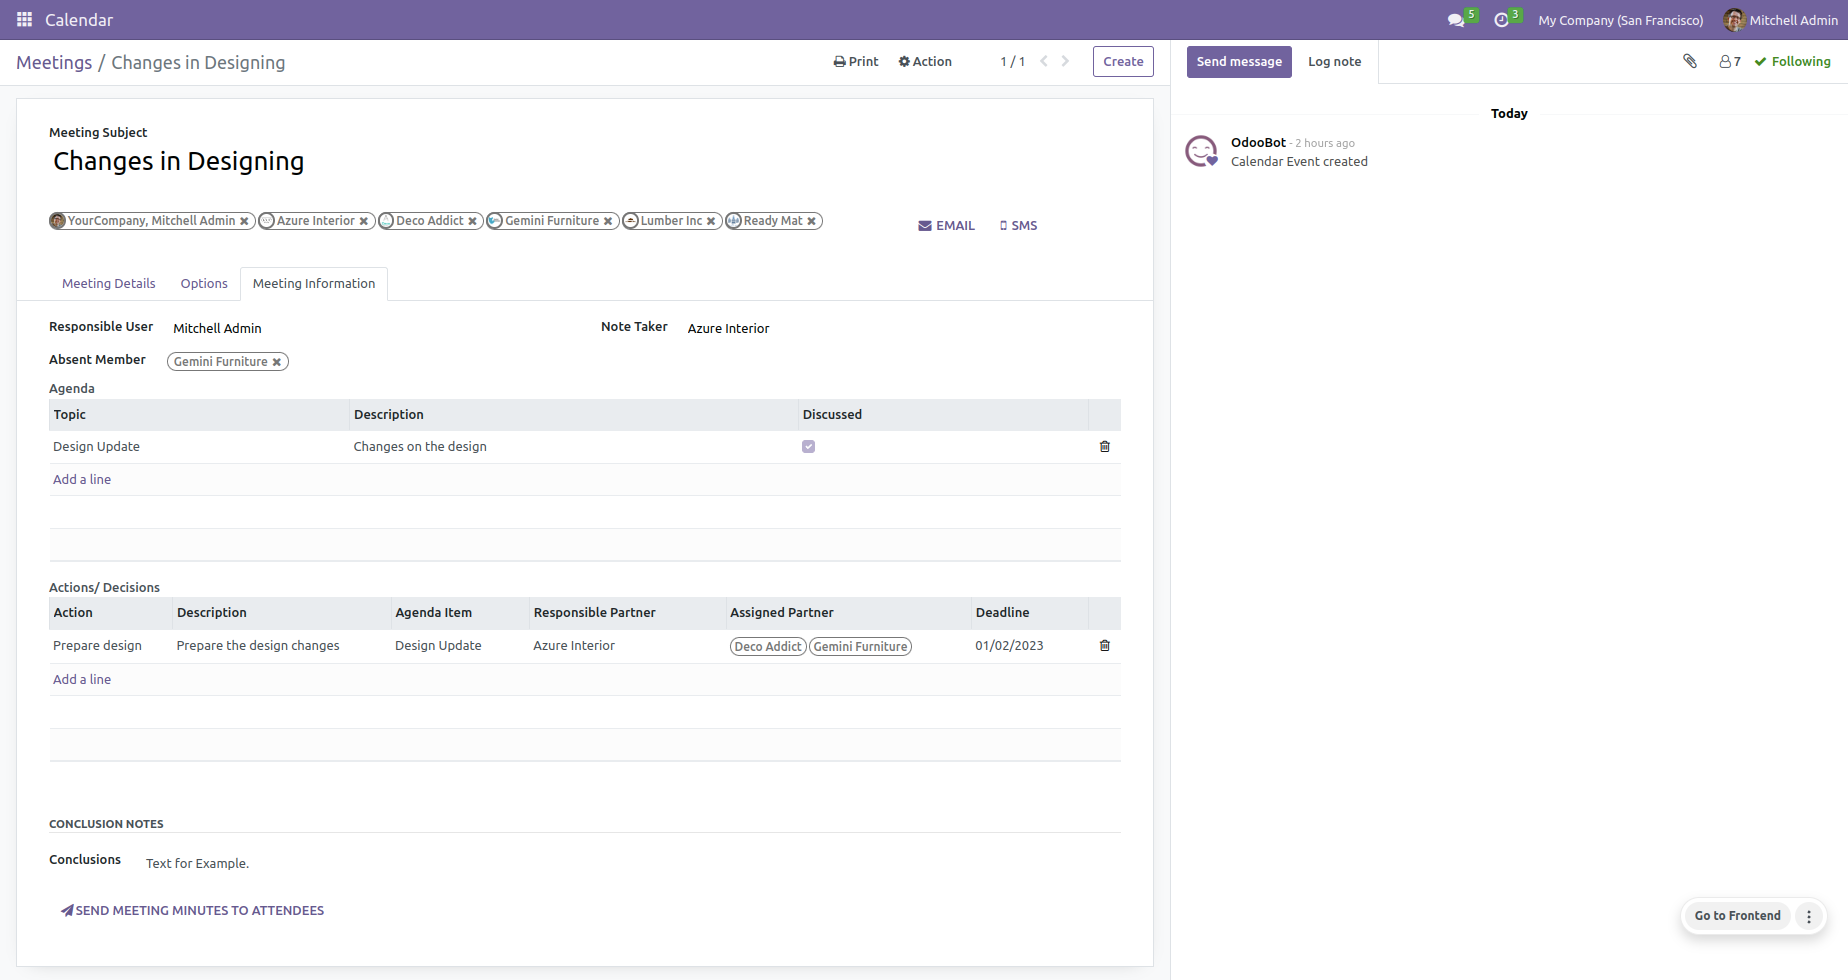 Calendar
5
3
My Company (San Francisco)
Mitchell Admin
Meetings / Changes in Designing
Print
Action
1 / 1
Create
Send message
Log note
7
Following
Meeting Subject
Changes in Designing
YourCompany, Mitchell Admin
Azure Interior
Deco Addict
Gemini Furniture
Lumber Inc
Ready Mat
EMAIL
SMS
Meeting Details
Options
Meeting Information
Responsible User
Mitchell Admin
Note Taker
Azure Interior
Absent Member
Gemini Furniture
Agenda
Topic
Description
Discussed
Design Update
Changes on the design
Add a line
Actions/ Decisions
Action
Description
Agenda Item
Responsible Partner
Assigned Partner
Deadline
Prepare design
Prepare the design changes
Design Update
Azure Interior
Deco Addict
Gemini Furniture
01/02/2023
Add a line
CONCLUSION NOTES
Conclusions
Text for Example.
SEND MEETING MINUTES TO ATTENDEES
Today
OdooBot - 2 hours ago
Calendar Event created
Go to Frontend